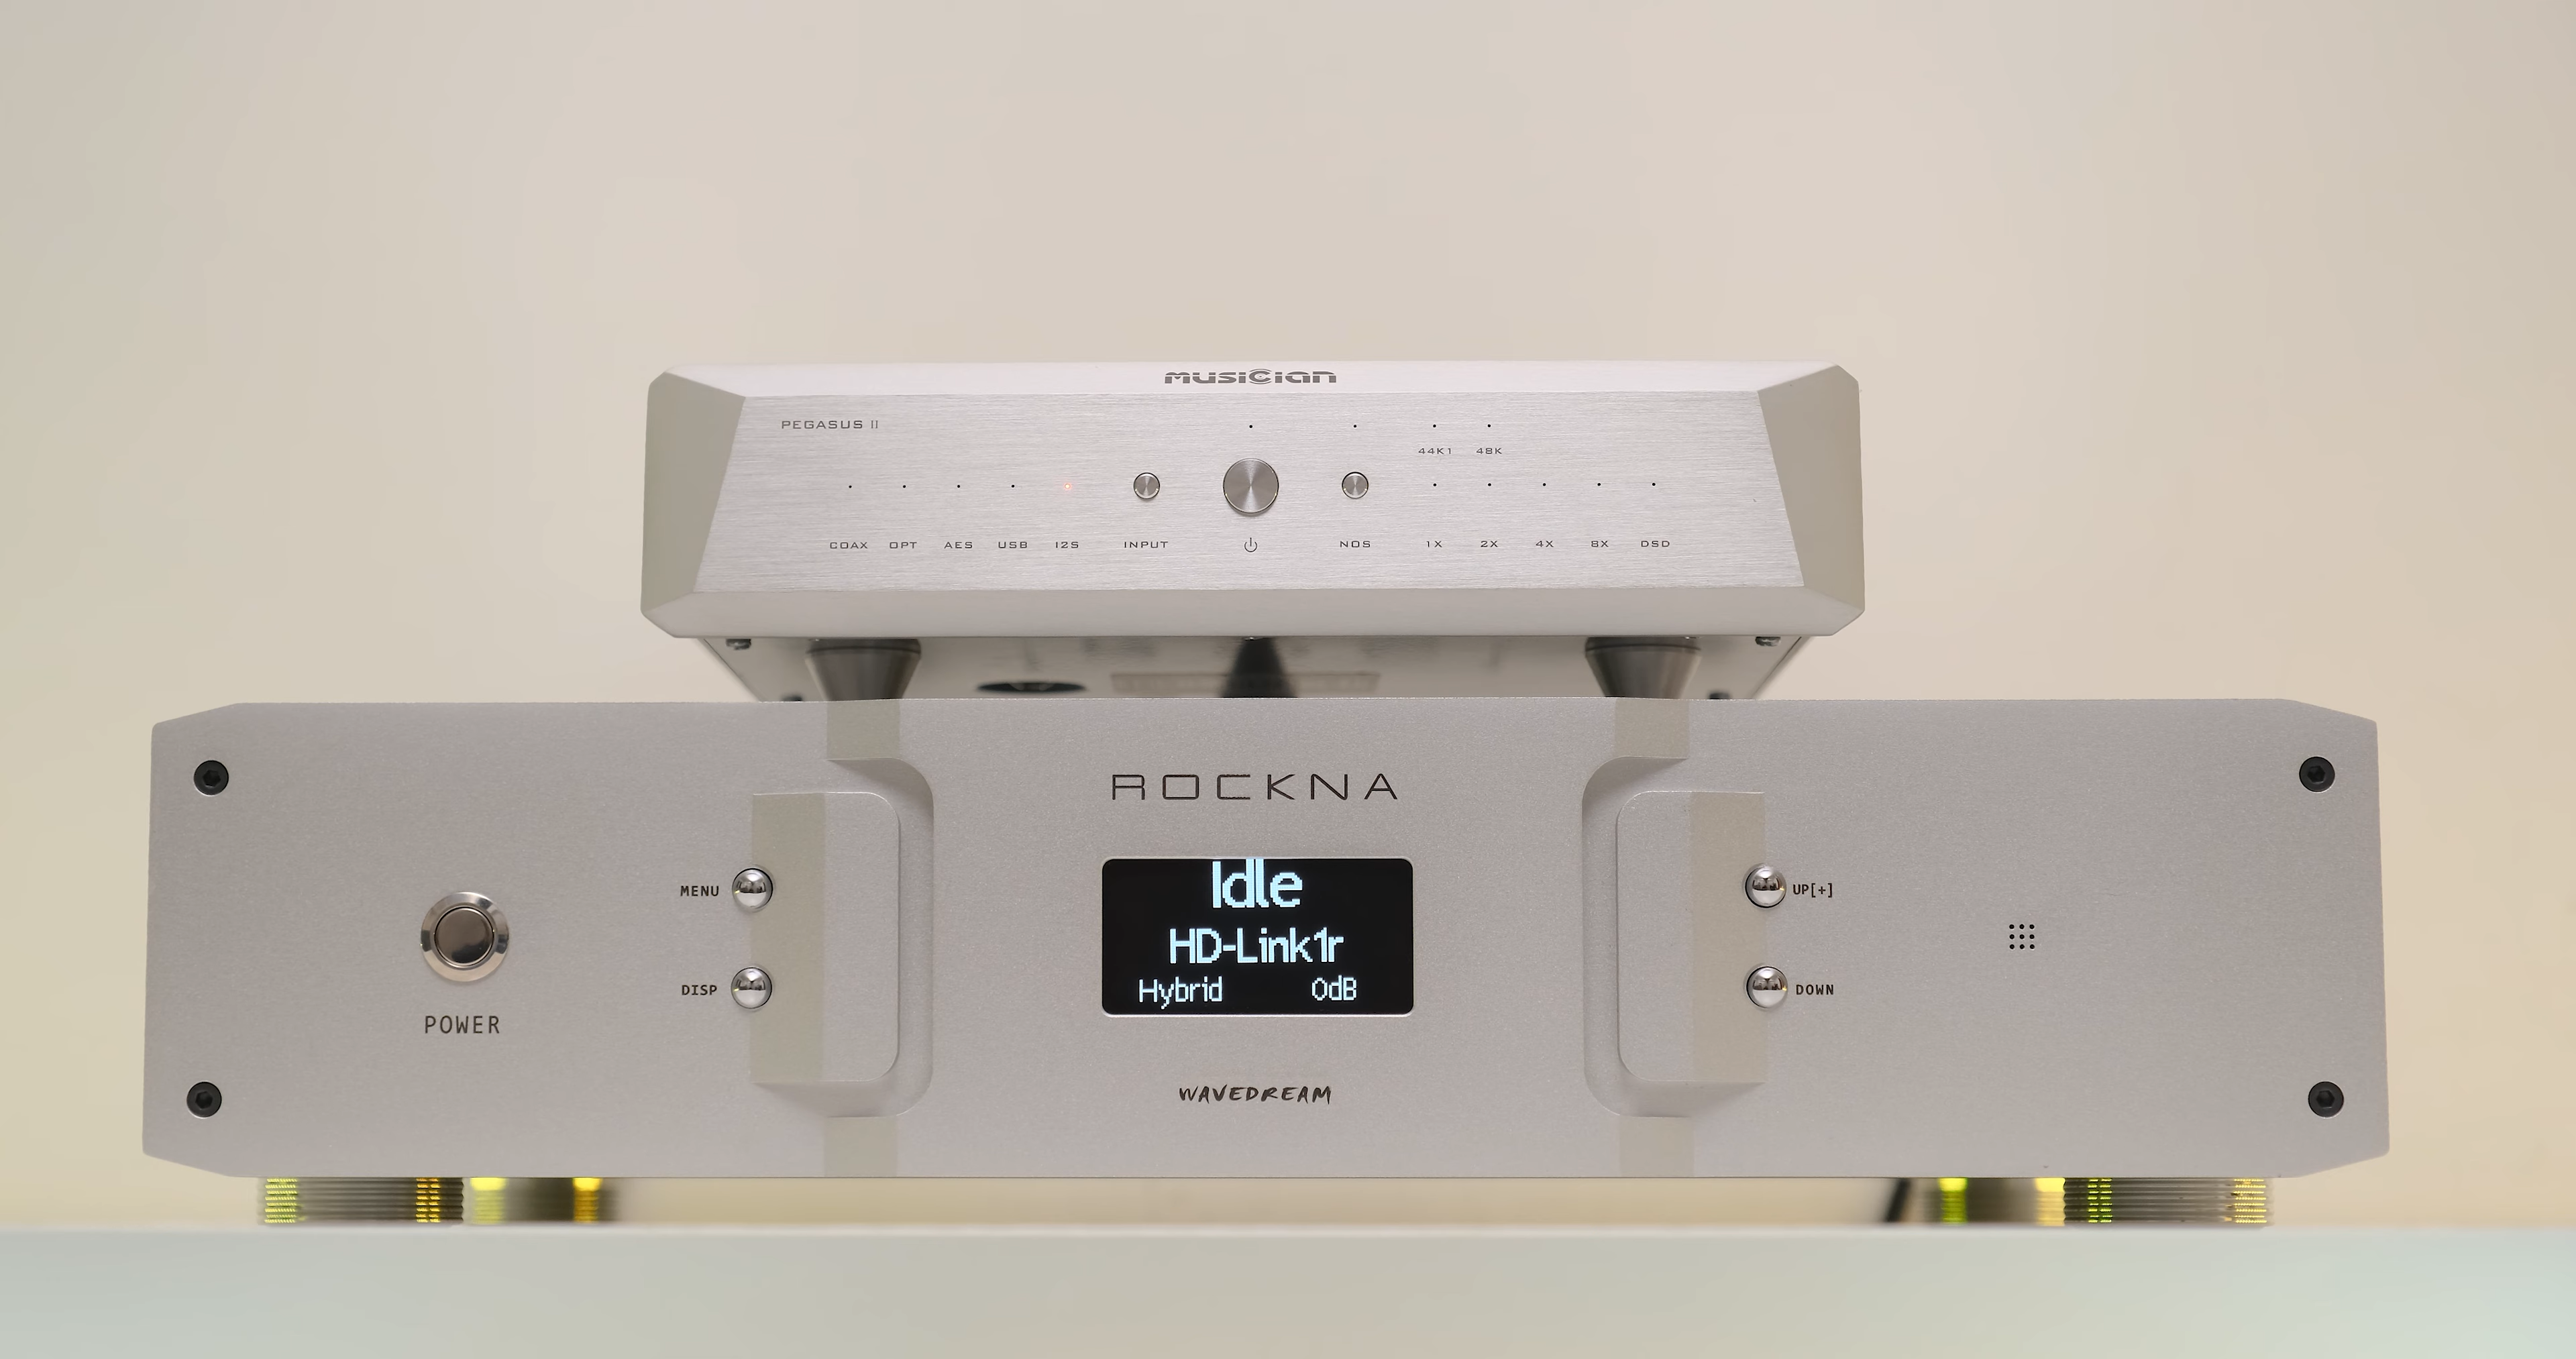 musician
PEGASUS II
44K1 48K
COAX OPT AES USB I2S INPUT NOS 1X 2X 4X 8X DSD
ROCKNA
Idle
MENU UP[+]
HD-Link1r
DISP Hybrid 0dB DOWN
POWER
WAVEDREAM